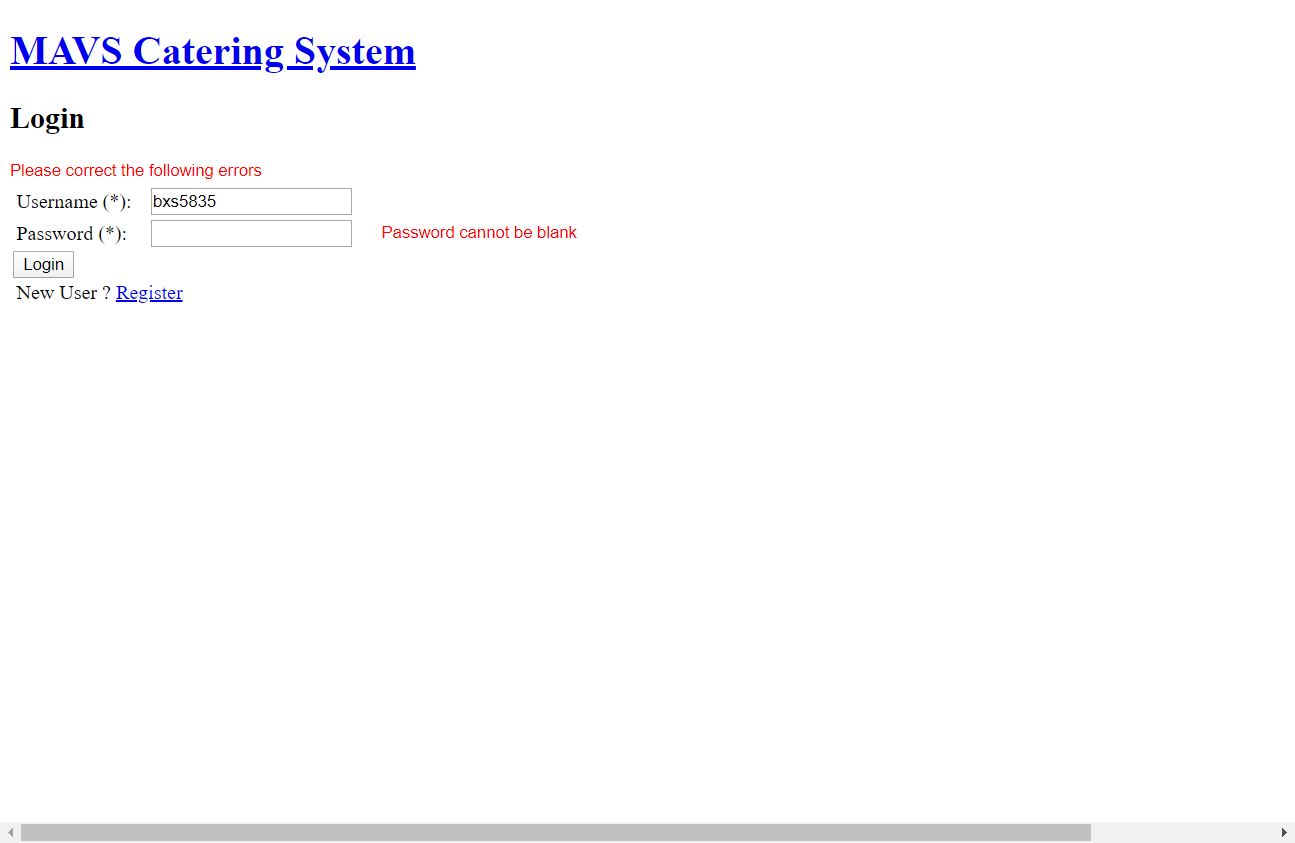 MAVS Catering System
Login
Please correct the following errors
Username (*): bxs5835
Password (*): Password cannot be blank
Login
New User ? Register